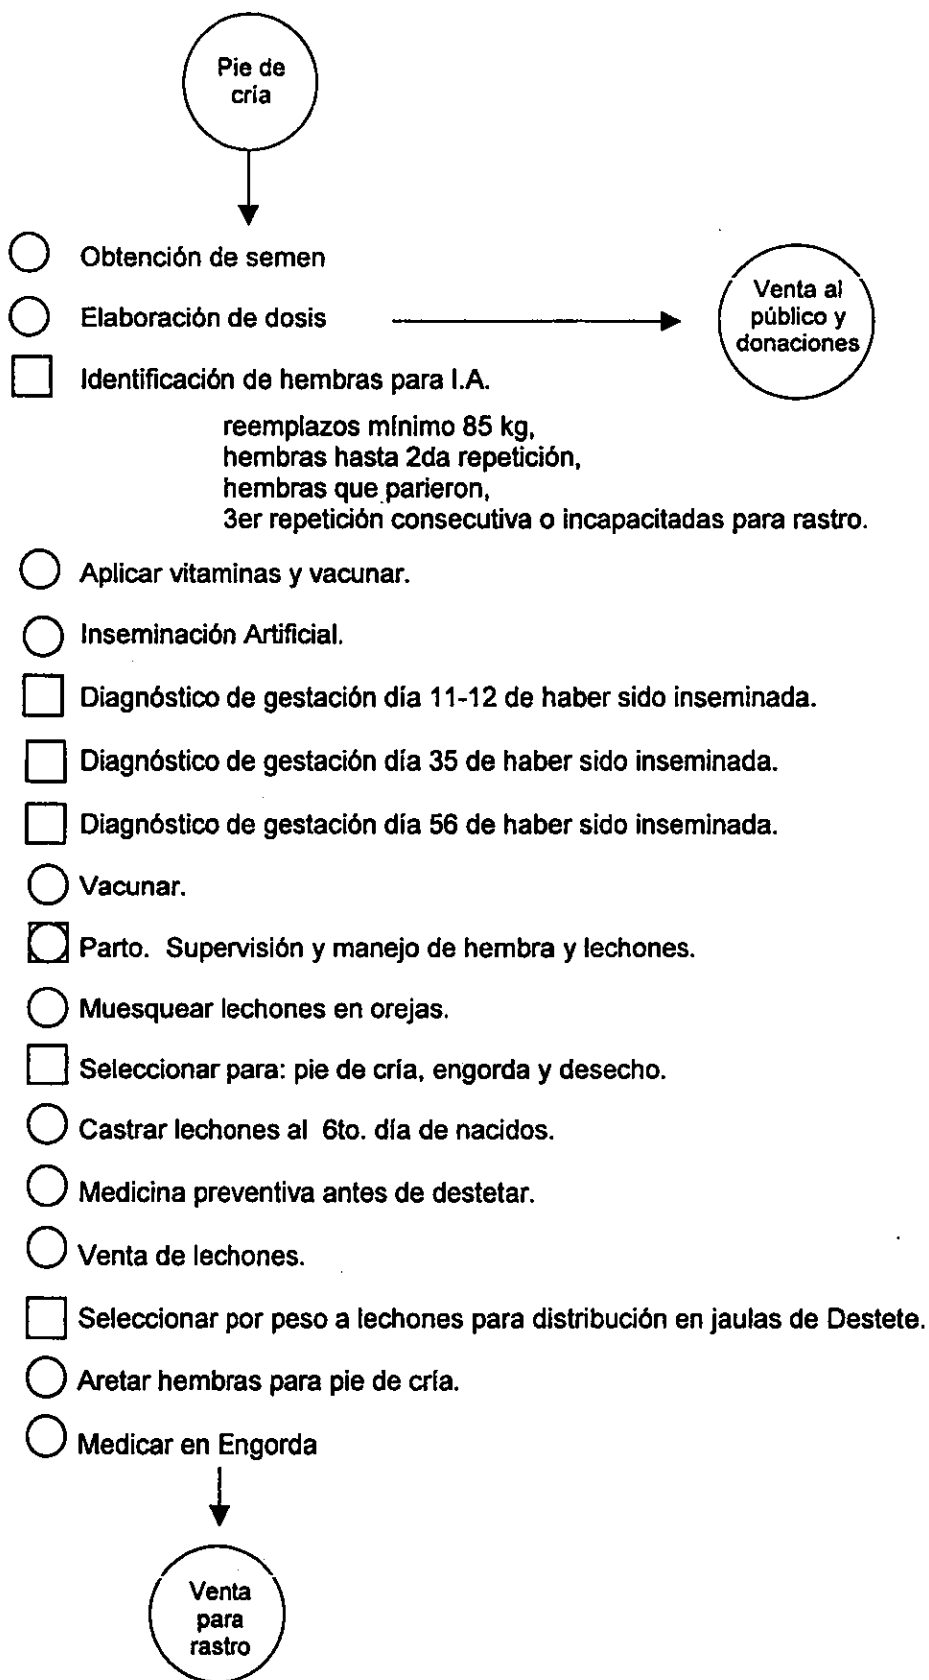 Pie de
cría
Obtención de semen
Elaboración de dosis
Venta al
público y
donaciones
Identificación de hembras para I.A.
reemplazos mínimo 85 kg,
hembras hasta 2da repetición,
hembras que parieron,
3er repetición consecutiva o incapacitadas para rastro.
Aplicar vitaminas y vacunar.
Inseminación Artificial.
Diagnóstico de gestación día 11-12 de haber sido inseminada.
Diagnóstico de gestación día 35 de haber sido inseminada.
Diagnóstico de gestación día 56 de haber sido inseminada.
Vacunar.
Parto. Supervisión y manejo de hembra y lechones.
Muesquear lechones en orejas.
Seleccionar para: pie de cría, engorda y desecho.
Castrar lechones al 6to. día de nacidos.
Medicina preventiva antes de destetar.
Venta de lechones.
Seleccionar por peso a lechones para distribución en jaulas de Destete.
Aretar hembras para pie de cría.
Medicar en Engorda
Venta
para
rastro